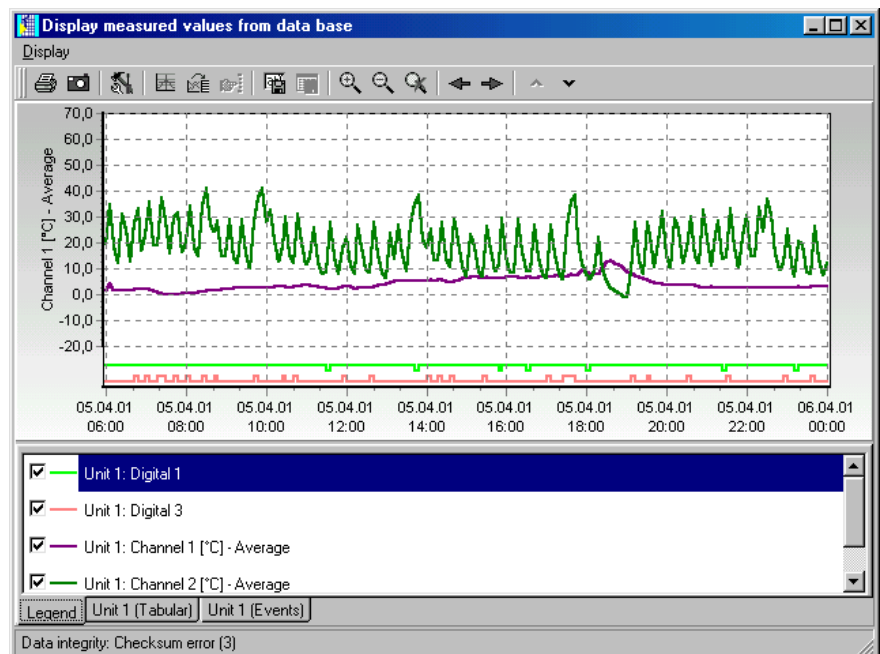 Display measured values from data base
Display
Channel 1 [°C] - Average
70,0
60,0
50,0
40,0
30,0
20,0
10,0
0,0
-10,0
-20,0
05.04.01 05.04.01 05.04.01 05.04.01 05.04.01 05.04.01 05.04.01 05.04.01 05.04.01 06.04.01
06:00 08:00 10:00 12:00 14:00 16:00 18:00 20:00 22:00 00:00
Unit 1: Digital 1
Unit 1: Digital 3
Unit 1: Channel 1 [°C] - Average
Unit 1: Channel 2 [°C] - Average
Legend Unit 1 (Tabular) Unit 1 (Events)
Data integrity: Checksum error (3)